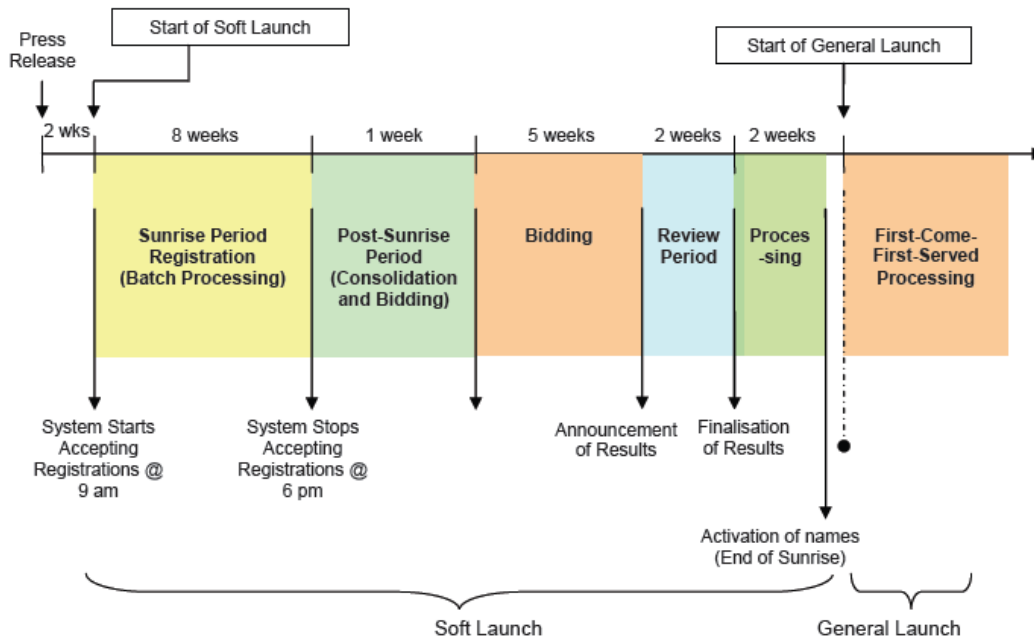 Press
Release
Start of Soft Launch
Start of General Launch
2 wks
8 weeks
1 week
5 weeks
2 weeks
2 weeks
Sunrise Period
Registration
(Batch Processing)
Post-Sunrise
Period
(Consolidation
and Bidding)
Bidding
Review
Period
Proces
-sing
First-Come-
First-Served
Processing
System Starts
Accepting
Registrations @
9 am
System Stops
Accepting
Registrations @
6 pm
Announcement
of Results
Finalisation
of Results
Activation of names
(End of Sunrise)
Soft Launch
General Launch